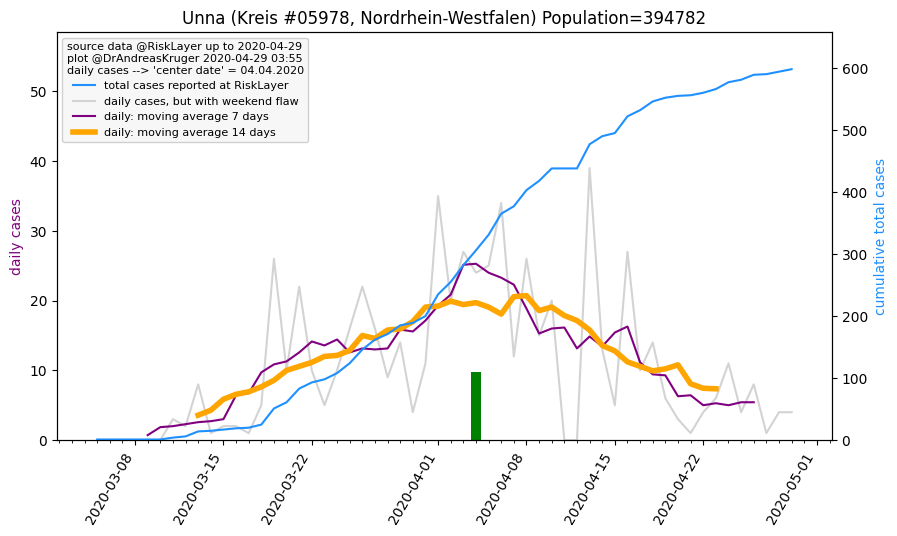 Unna (Kreis #05978, Nordrhein-Westfalen) Population=394782
source data @RiskLayer up to 2020-04-29
plot @DrAndreasKruger 2020-04-29 03:55
daily cases --> 'center date' = 04.04.2020
total cases reported at RiskLayer
daily cases, but with weekend flaw
daily: moving average 7 days
daily: moving average 14 days
daily cases
50
40
30
20
10
0
cumulative total cases
600
500
400
300
200
100
0
2020-03-08
2020-03-15
2020-03-22
2020-04-01
2020-04-08
2020-04-15
2020-04-22
2020-05-01